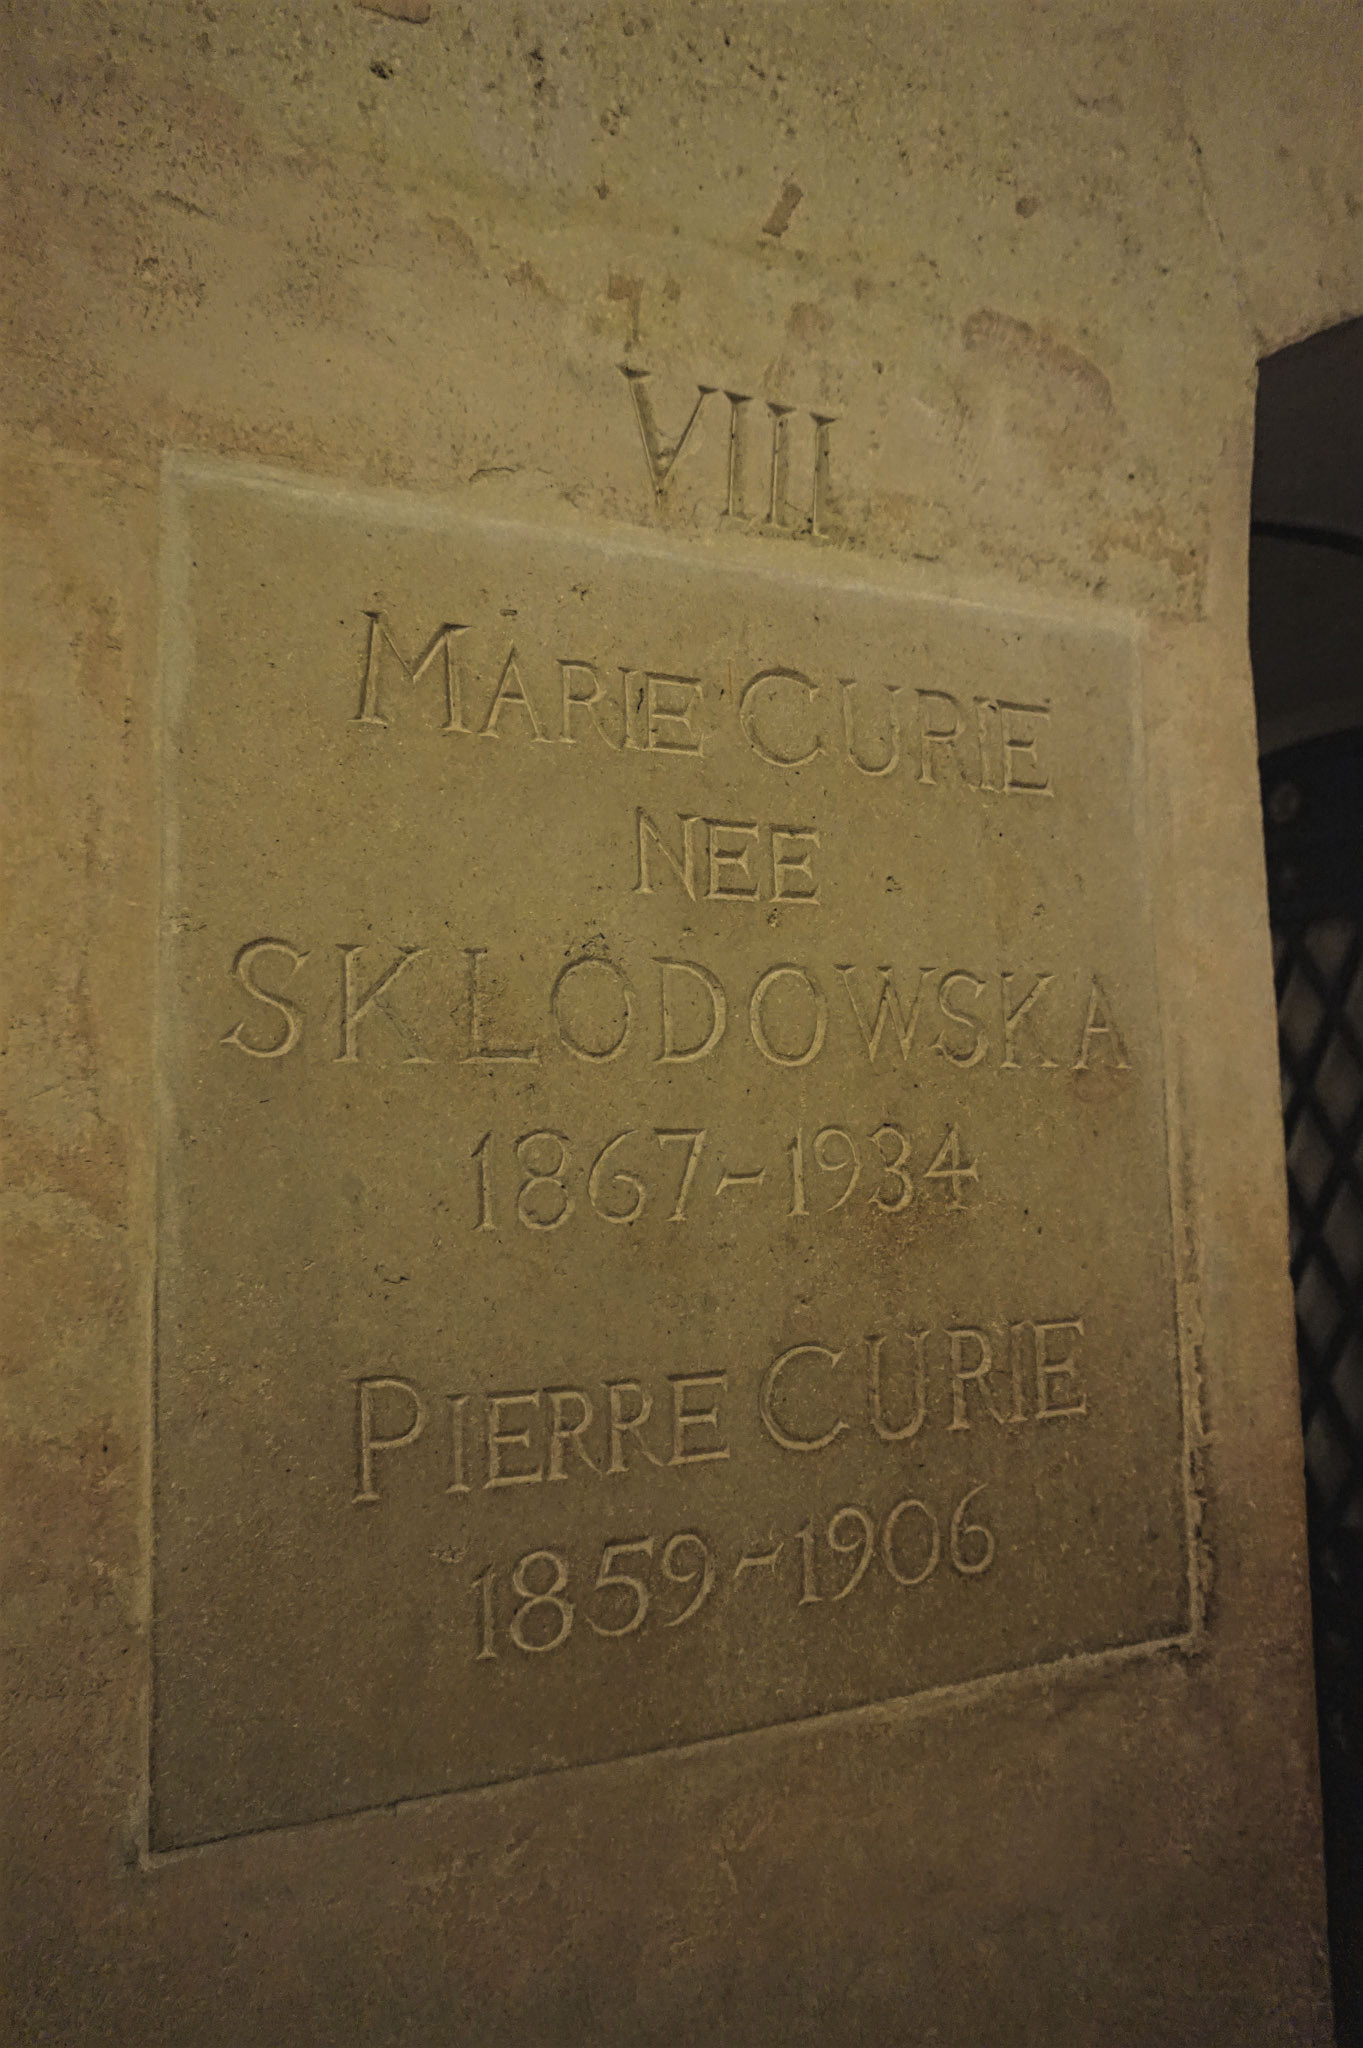 VIII
MARIE CURIE
NEE
SKLODOWSKA
1867-1934
PIERRE CURIE
1859-1906